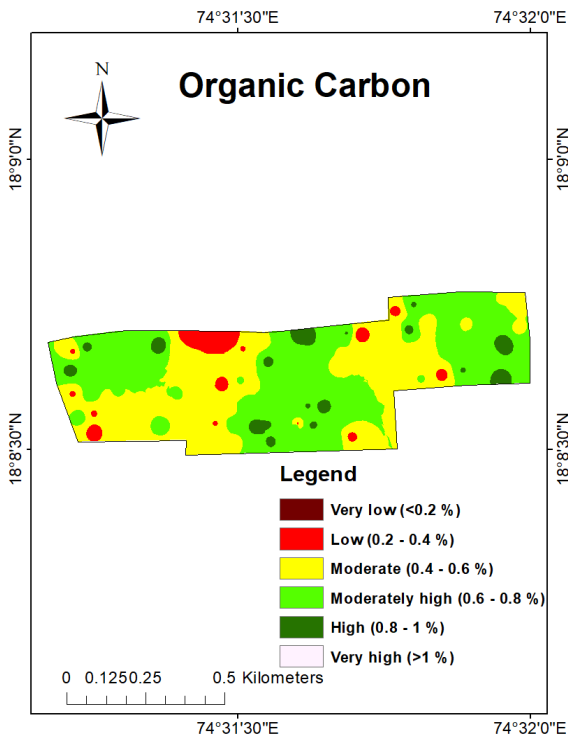 74°31'30"E 74°32'0"E
N
Organic Carbon
18°9'0"N 18°9'0"N
18°8'30"N 18°8'30"N
Legend
Very low (<0.2 %)
Low (0.2 - 0.4 %)
Moderate (0.4 - 0.6 %)
Moderately high (0.6 - 0.8 %)
High (0.8 - 1 %)
Very high (>1 %)
0 0.125 0.25 0.5 Kilometers
74°31'30"E 74°32'0"E